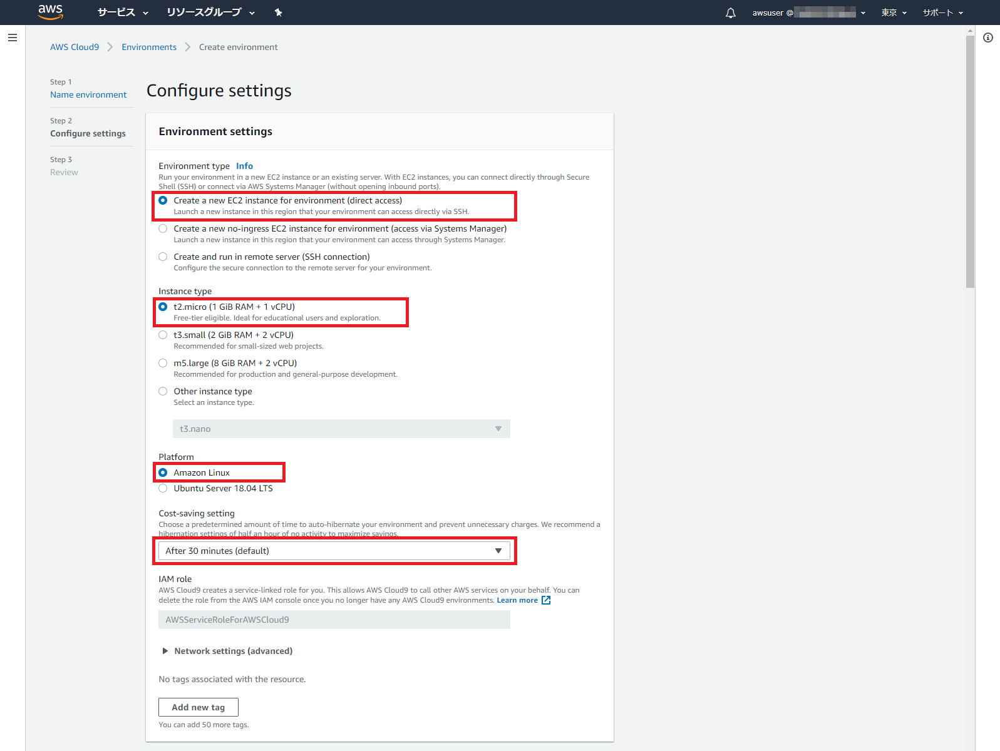 aws サービス リソースグループ awsuser @ 東京 サポート
AWS Cloud9 Environments Create environment
Step 1
Name environment
Step 2
Configure settings
Step 3
Review
Configure settings
Environment settings
Environment type Info
Run your environment in a new EC2 instance or an existing server. With EC2 instances, you can connect directly through Secure
Shell (SSH) or connect via AWS Systems Manager (without opening inbound ports).
Create a new EC2 instance for environment (direct access)
Launch a new instance in this region that your environment can access directly via SSH.
Create a new no-ingress EC2 instance for environment (access via Systems Manager)
Launch a new instance in this region that your environment can access through Systems Manager.
Create and run in remote server (SSH connection)
Configure the secure connection to the remote server for your environment.
Instance type
t2.micro (1 GiB RAM + 1 vCPU)
Free-tier eligible. Ideal for educational users and exploration.
t3.small (2 GiB RAM + 2 vCPU)
Recommended for small-sized web projects.
m5.large (8 GiB RAM + 2 vCPU)
Recommended for production and general-purpose development.
Other instance type
Select an instance type.
t3.nano
Platform
Amazon Linux
Ubuntu Server 18.04 LTS
Cost-saving setting
Choose a predetermined amount of time to auto-hibernate your environment and prevent unnecessary charges. We recommend a
hibernation settings of half an hour of no activity to maximize savings.
After 30 minutes (default)
IAM role
AWS Cloud9 creates a service-linked role for you. This allows AWS Cloud9 to call other AWS services on your behalf. You can
delete the role from the AWS IAM console once you no longer have any AWS Cloud9 environments. Learn more
AWSServiceRoleForAWSCloud9
Network settings (advanced)
No tags associated with the resource.
Add new tag
You can add 50 more tags.